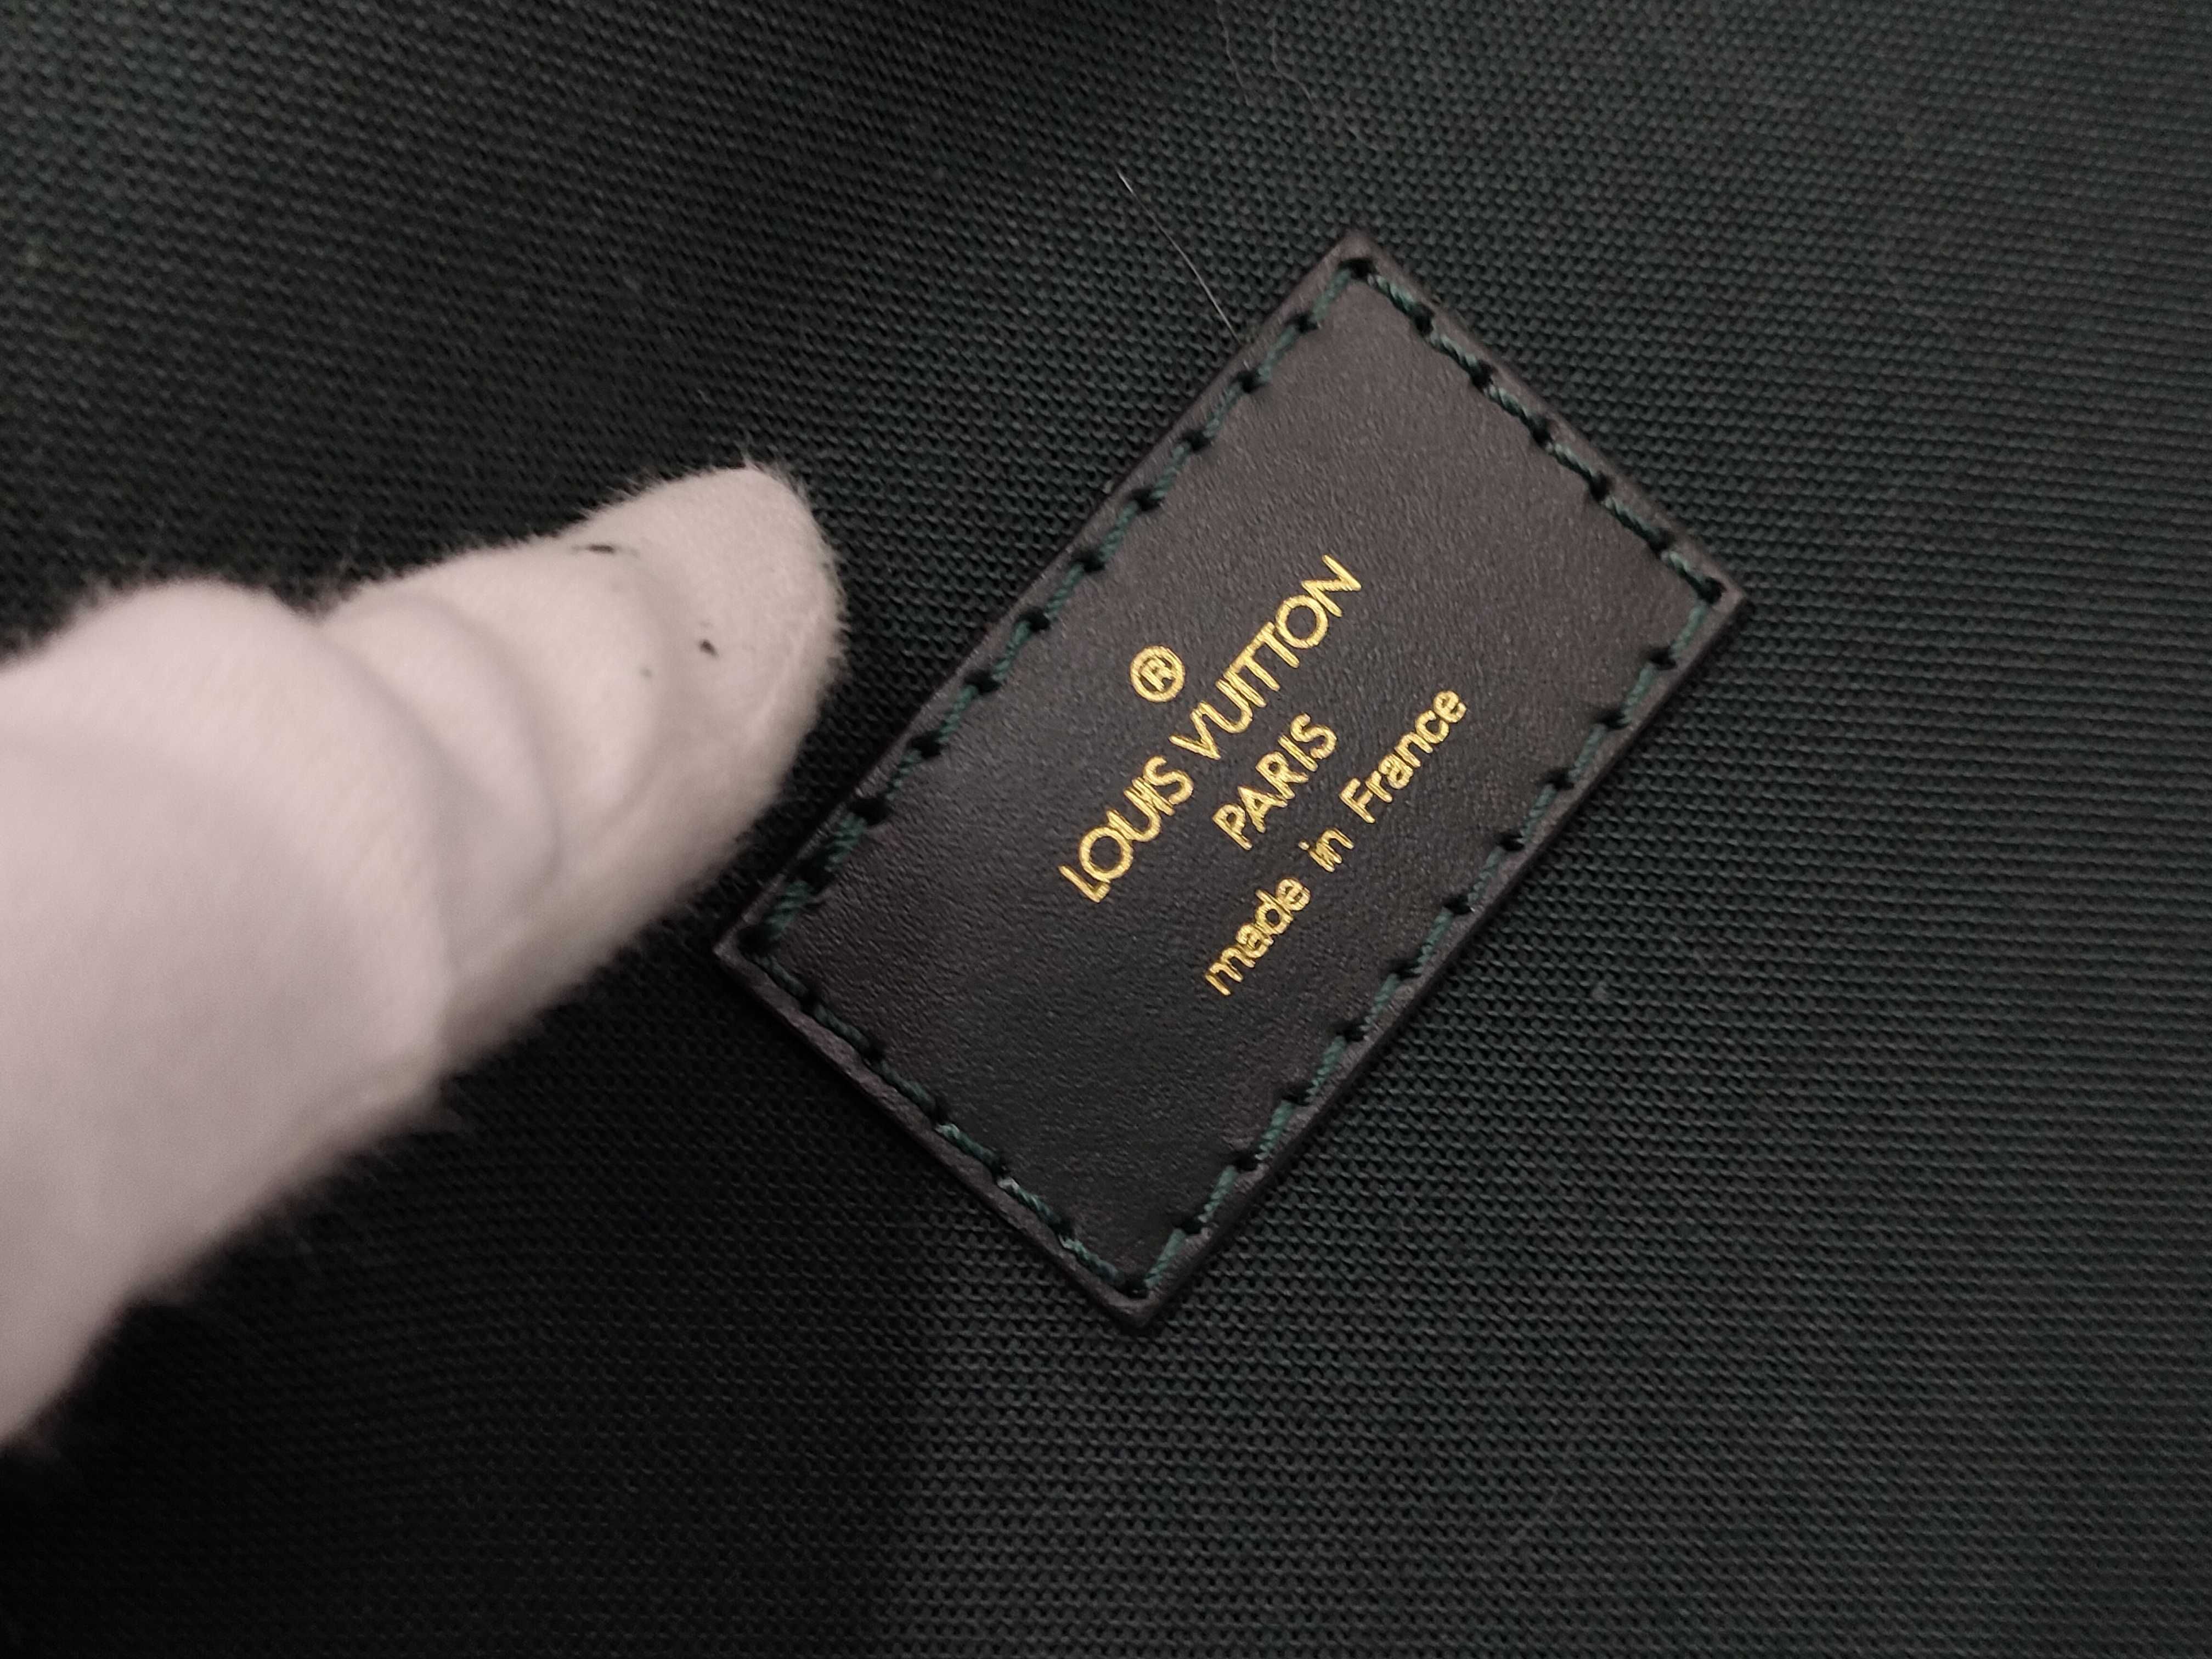 ®
LOUIS VUITTON
PARIS
made in France